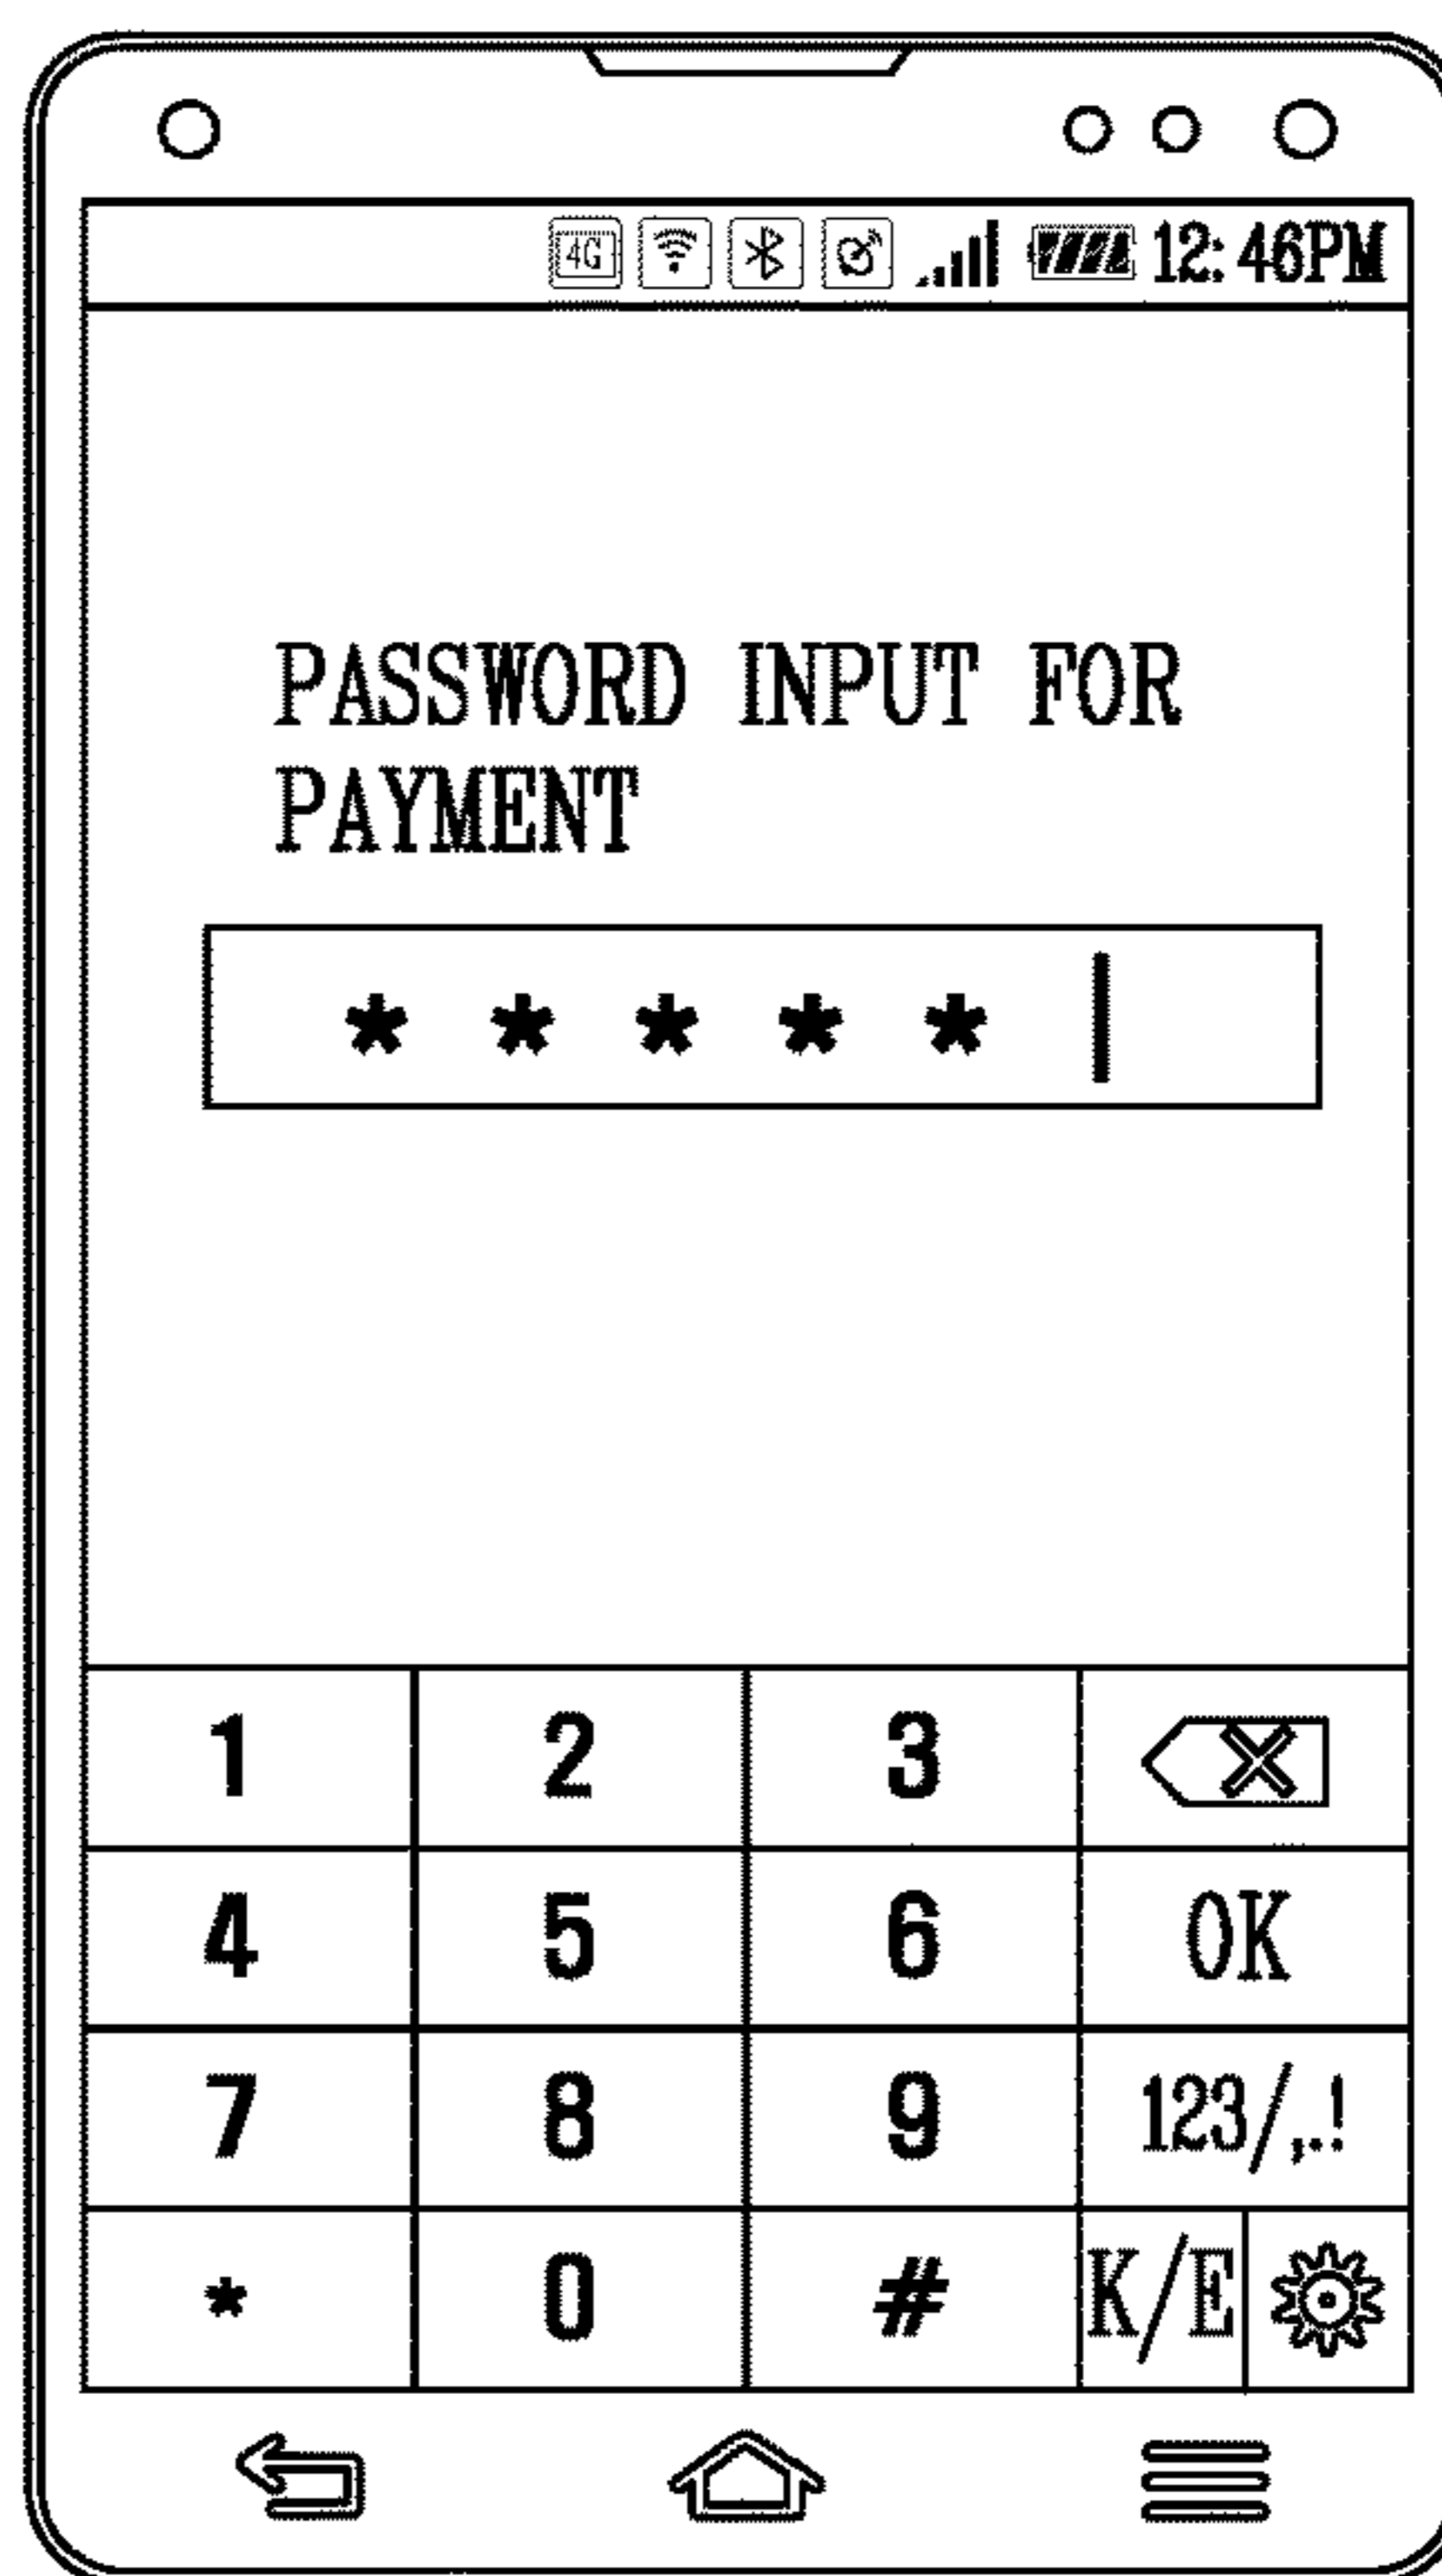 4G 12:46PM
PASSWORD INPUT FOR
PAYMENT
* * * * *
1 2 3
4 5 6 OK
7 8 9 123/,.!
* 0 # K/E